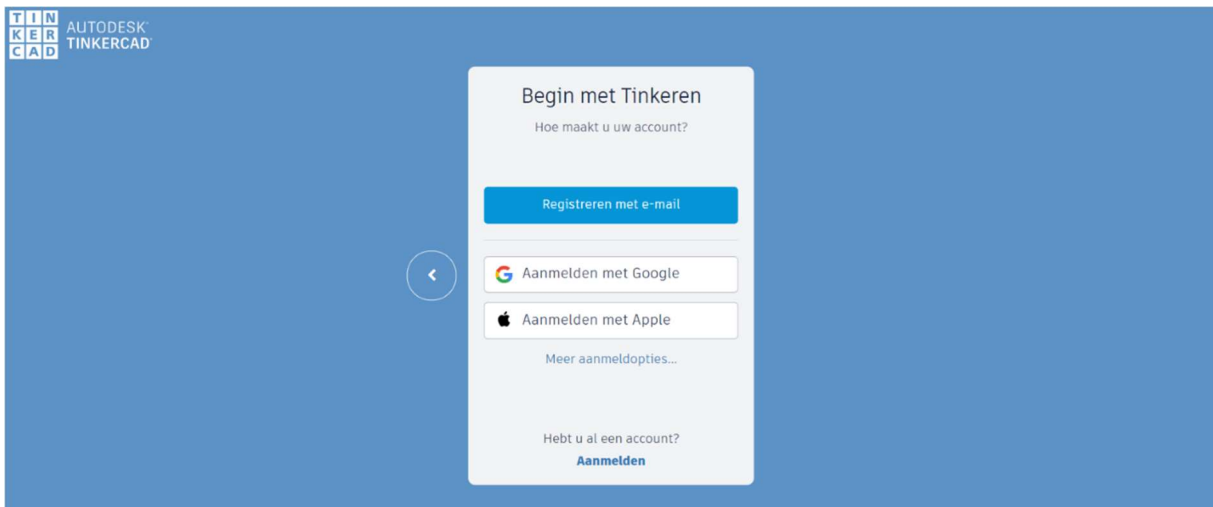 TIN
KER
CAD
AUTODESK
TINKERCAD
Begin met Tinkeren
Hoe maakt u uw account?
Registreren met e-mail
Aanmelden met Google
Aanmelden met Apple
Meer aanmeldopties...
Hebt u al een account?
Aanmelden